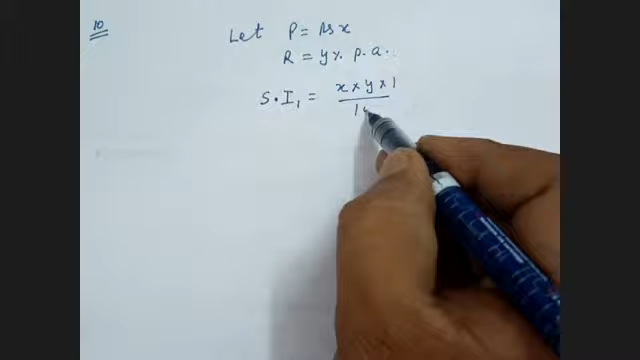 10
Let P = Rs x
R = y% p.a.
S.I₁ = x × y × 1